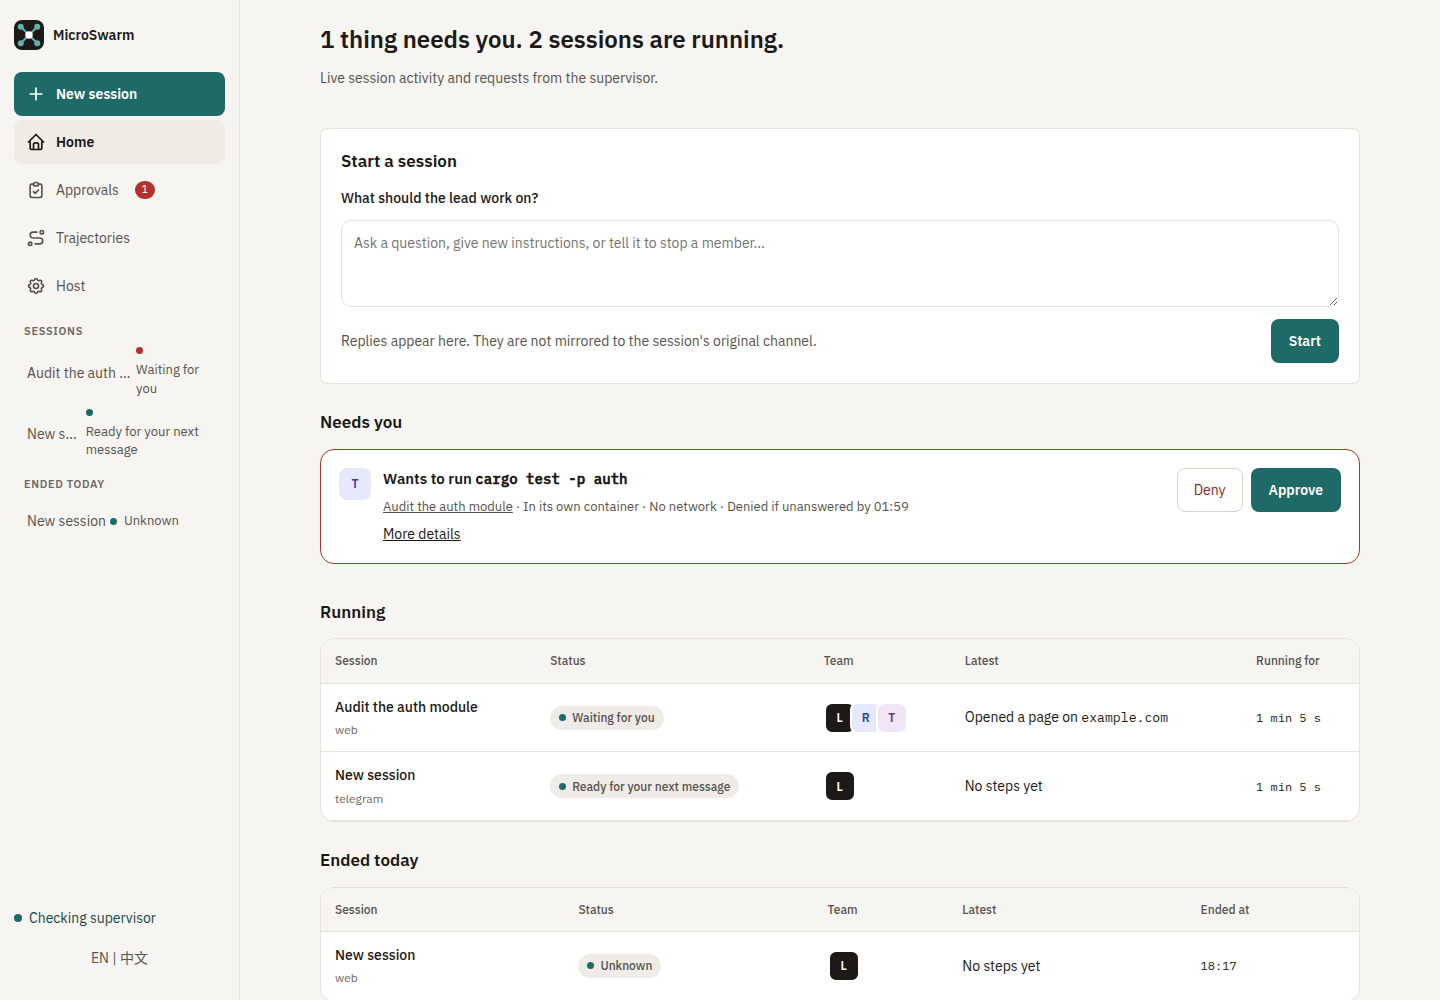 MicroSwarm
New session
Home
Approvals 1
Trajectories
Host
SESSIONS
Audit the auth ... Waiting for
you
New s... Ready for your next
message
ENDED TODAY
New session Unknown
Checking supervisor
EN | 中文
1 thing needs you. 2 sessions are running.
Live session activity and requests from the supervisor.
Start a session
What should the lead work on?
Ask a question, give new instructions, or tell it to stop a member...
Replies appear here. They are not mirrored to the session's original channel.
Start
Needs you
T
Wants to run cargo test -p auth
Audit the auth module · In its own container · No network · Denied if unanswered by 01:59
More details
Deny
Approve
Running
Session Status Team Latest Running for
Audit the auth module
web
Waiting for you
L R T
Opened a page on example.com
1 min 5 s
New session
telegram
Ready for your next message
L
No steps yet
1 min 5 s
Ended today
Session Status Team Latest Ended at
New session
web
Unknown
L
No steps yet
18:17